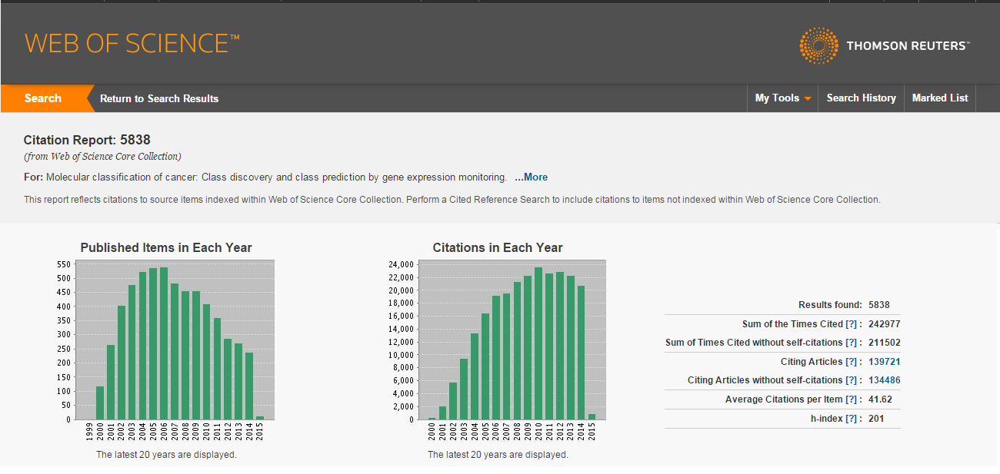 WEB OF SCIENCE™
THOMSON REUTERS™
Search
Return to Search Results
My Tools
Search History
Marked List
Citation Report: 5838
(from Web of Science Core Collection)
For: Molecular classification of cancer: Class discovery and class prediction by gene expression monitoring. ...More
This report reflects citations to source items indexed within Web of Science Core Collection. Perform a Cited Reference Search to include citations to items not indexed within Web of Science Core Collection.
Published Items in Each Year
550
500
450
400
350
300
250
200
150
100
50
0
1999 2000 2001 2002 2003 2004 2005 2006 2007 2008 2009 2010 2011 2012 2013 2014 2015
The latest 20 years are displayed.
Citations in Each Year
24,000
22,000
20,000
18,000
16,000
14,000
12,000
10,000
8,000
6,000
4,000
2,000
0
2000 2001 2002 2003 2004 2005 2006 2007 2008 2009 2010 2011 2012 2013 2014 2015
The latest 20 years are displayed.
Results found: 5838
Sum of the Times Cited [?] : 242977
Sum of Times Cited without self-citations [?] : 211502
Citing Articles [?] : 139721
Citing Articles without self-citations [?] : 134486
Average Citations per Item [?] : 41.62
h-index [?] : 201